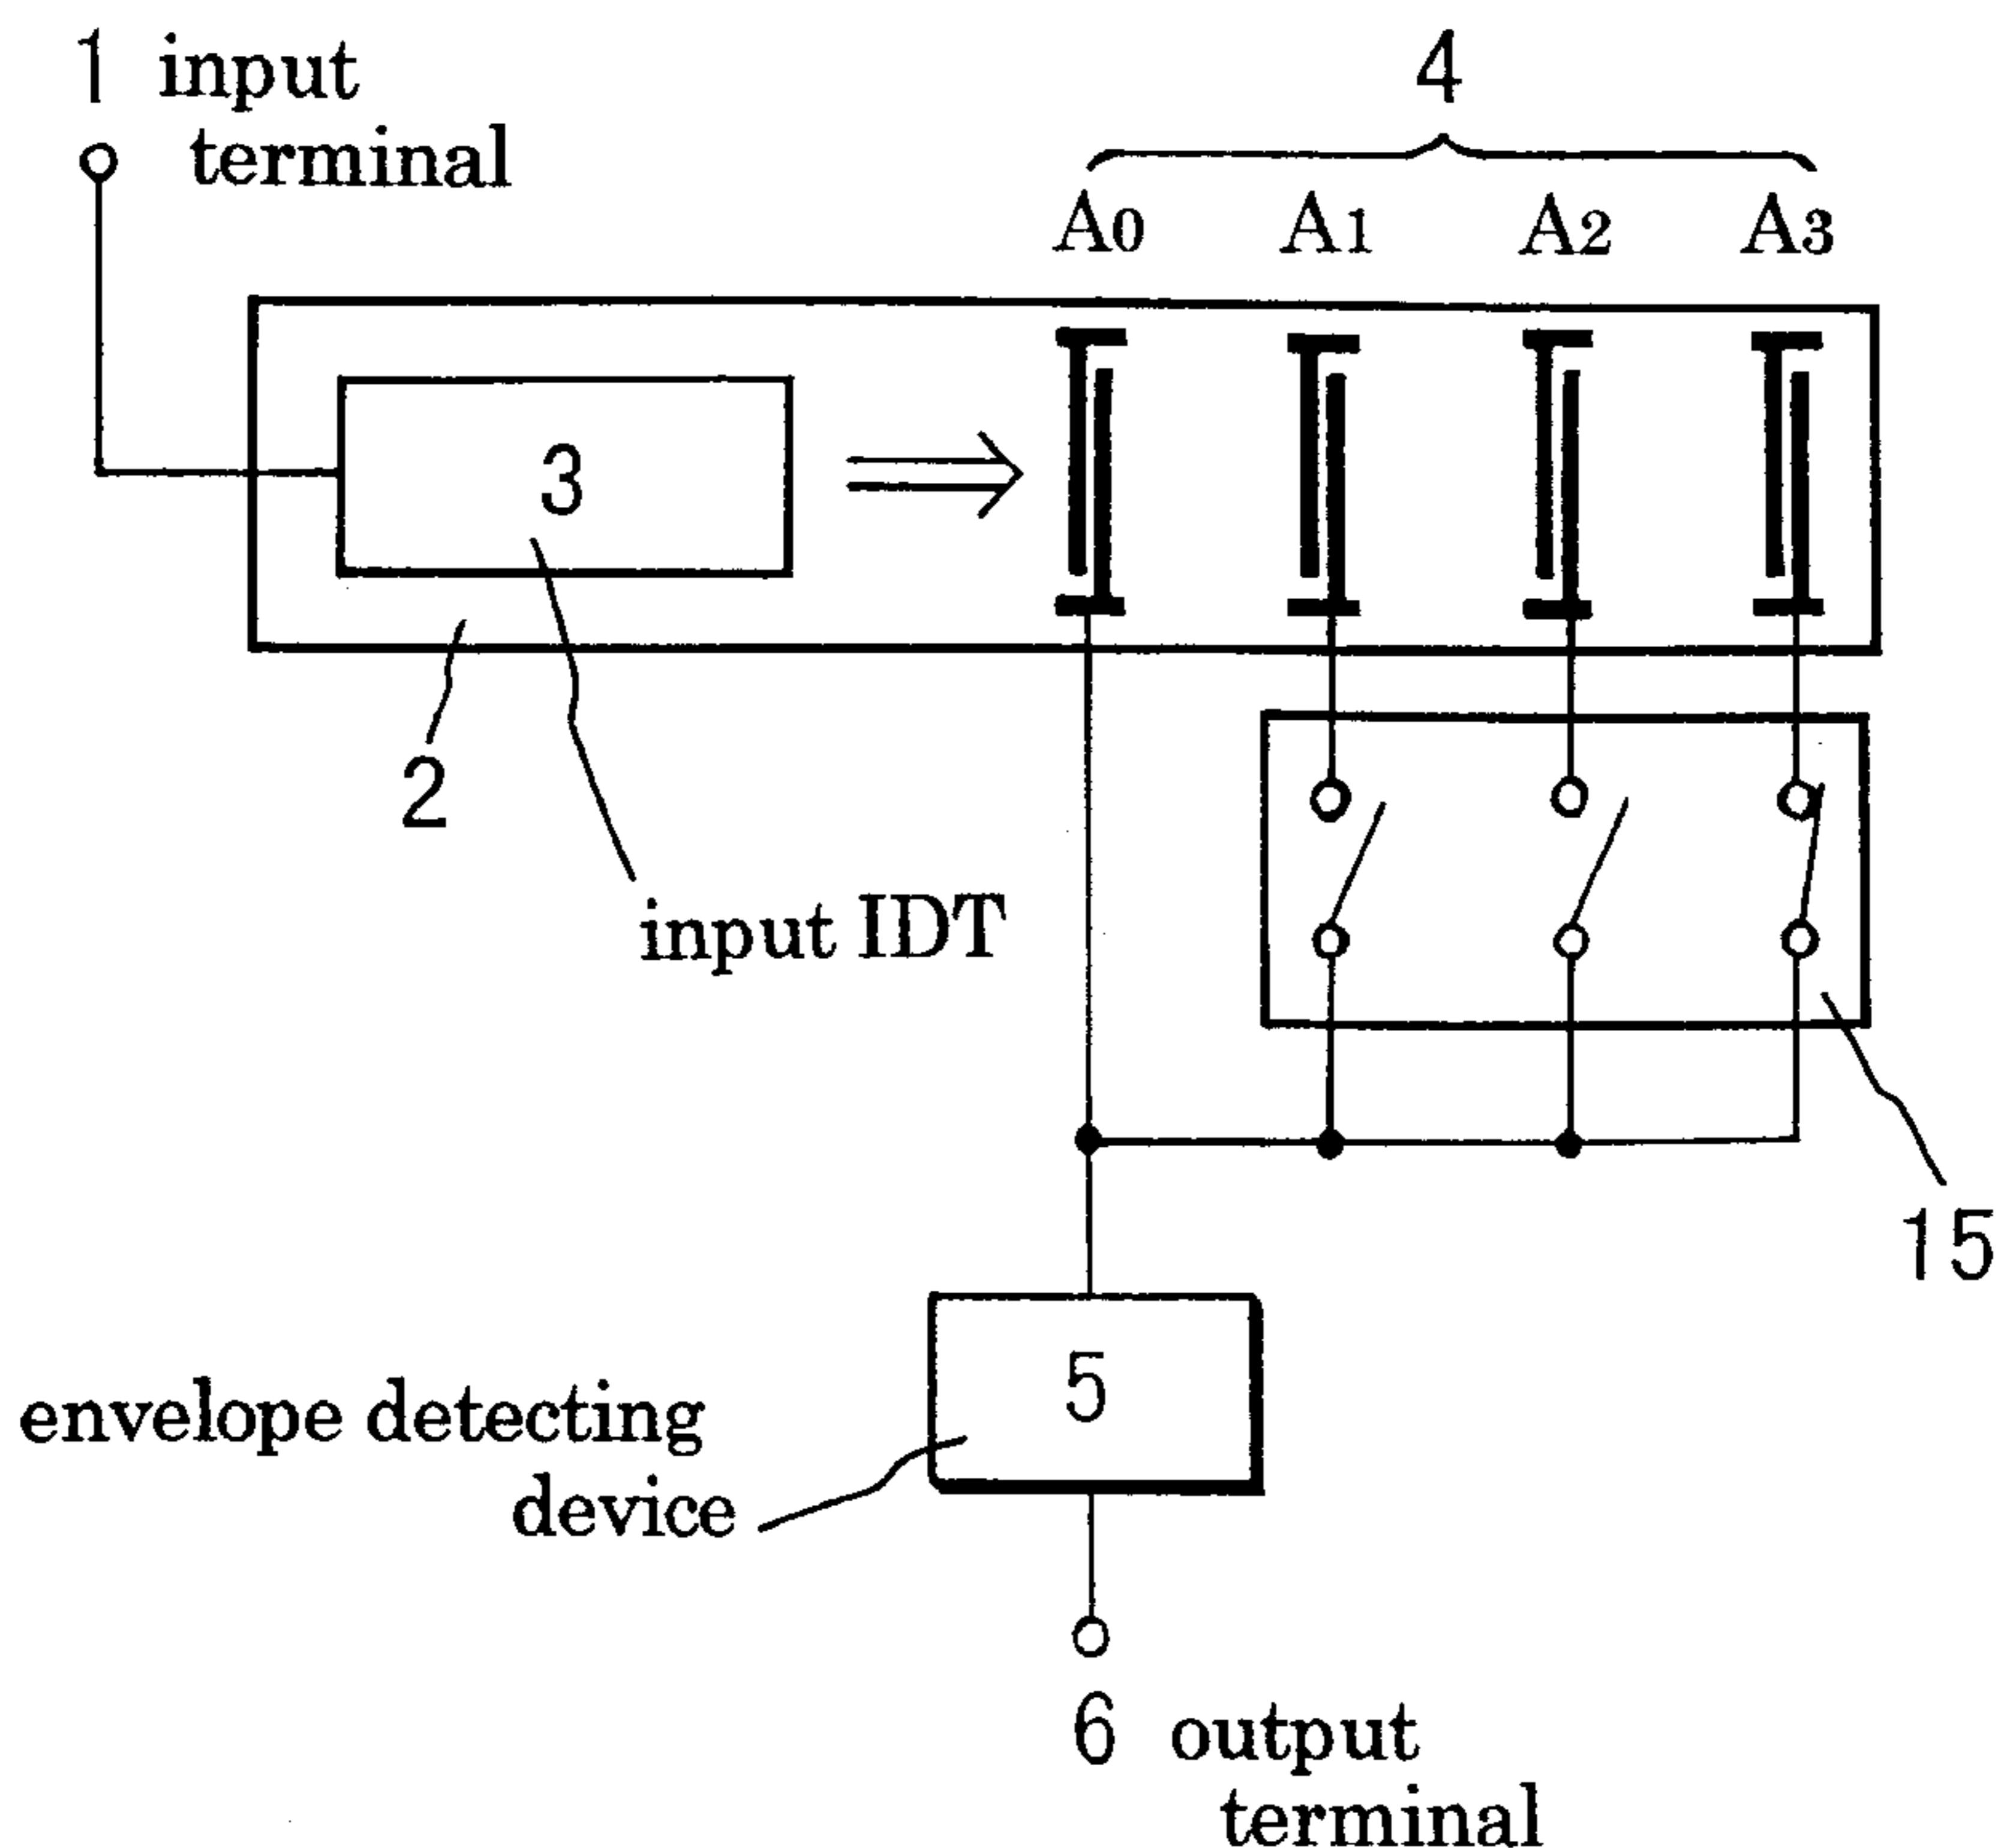 1 input
terminal
4
A0 A1 A2 A3
3
2
input IDT
15
5
envelope detecting
device
6 output
terminal